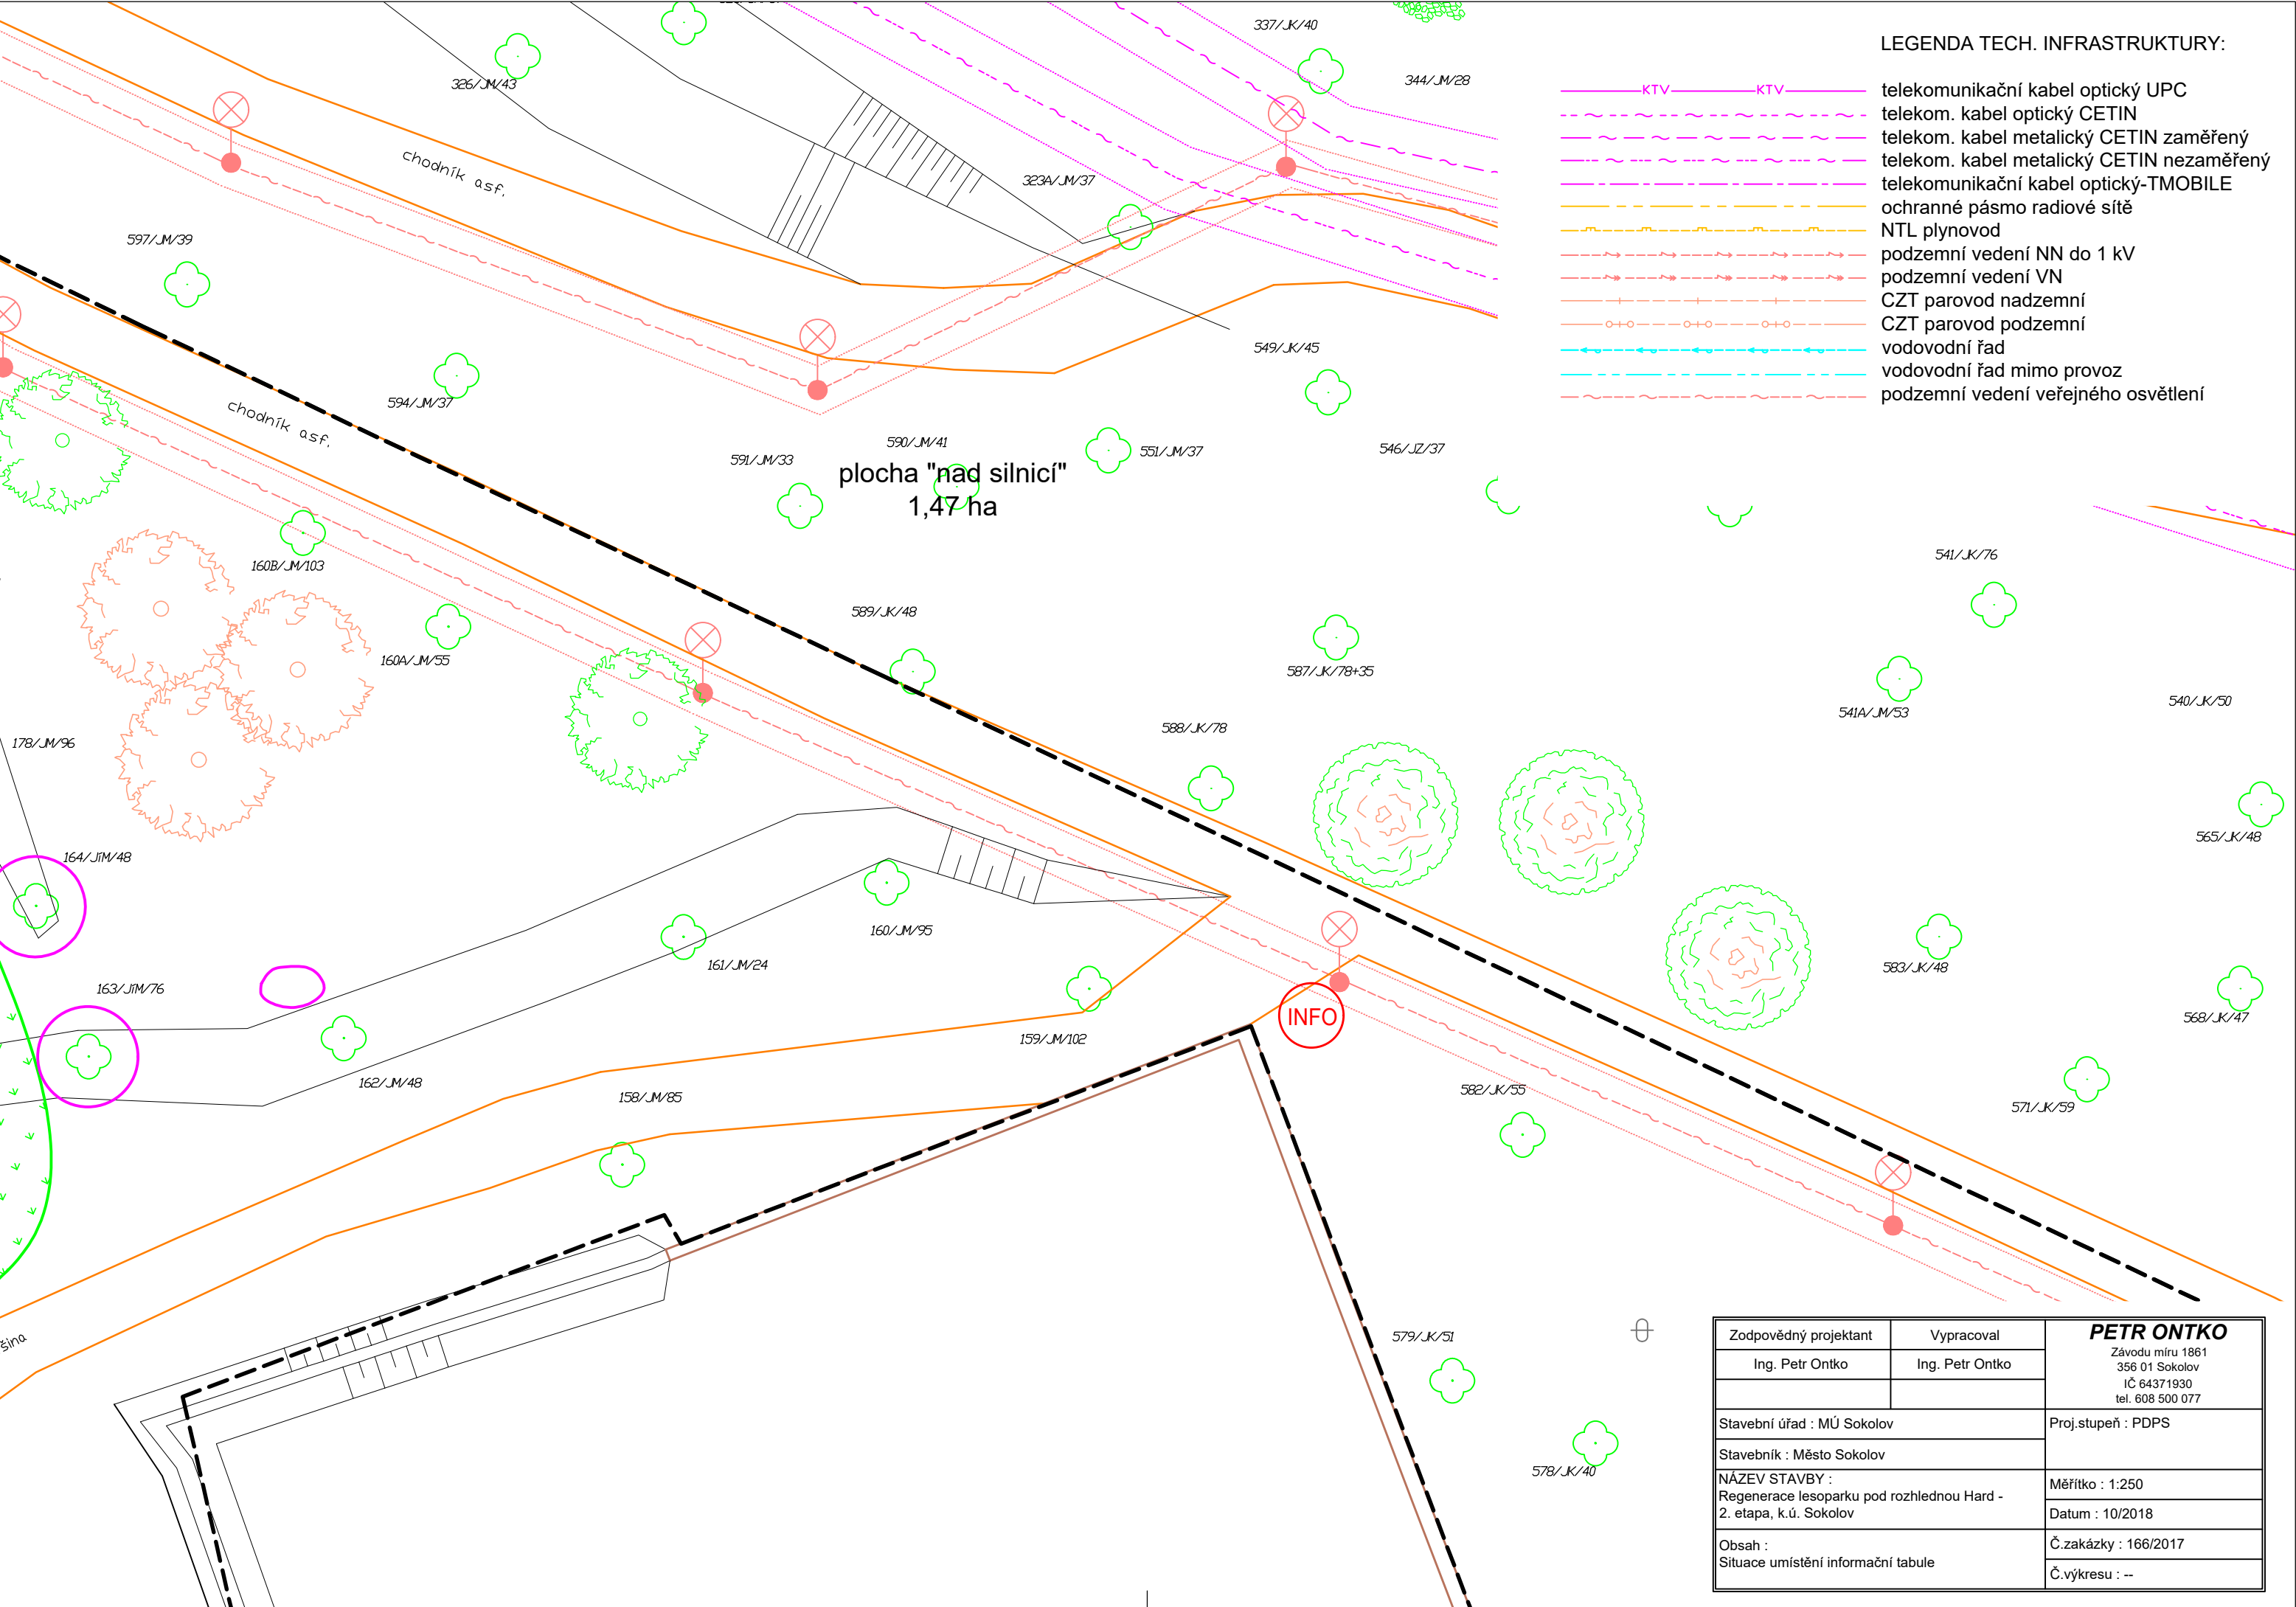 337/JK/40
326/JM/43
344/JM/28
chodník asf.
323A/JM/37
597/JM/39
549/JK/45
594/JM/37
chodník asf.
590/JM/41
591/JM/33
551/JM/37
546/JZ/37
plocha "nad silnicí"
1,47 ha
LEGENDA TECH. INFRASTRUKTURY:
KTV KTV telekomunikační kabel optický UPC
telekom. kabel optický CETIN
telekom. kabel metalický CETIN zaměřený
telekom. kabel metalický CETIN nezaměřený
telekomunikační kabel optický-TMOBILE
ochranné pásmo radiové sítě
NTL plynovod
podzemní vedení NN do 1 kV
podzemní vedení VN
CZT parovod nadzemní
CZT parovod podzemní
vodovodní řad
vodovodní řad mimo provoz
podzemní vedení veřejného osvětlení
541/JK/76
160B/JM/103
589/JK/48
160A/JM/55
587/JK/78+35
540/JK/50
541A/JM/53
588/JK/78
178/JM/96
565/JK/48
164/JíM/48
160/JM/95
161/JM/24
583/JK/48
163/JíM/76
INFO
568/JK/47
159/JM/102
162/JM/48
582/JK/55
158/JM/85
571/JK/59
šina
579/JK/51
578/JK/40
Zodpovědný projektant
Vypracoval
Ing. Petr Ontko
Ing. Petr Ontko
PETR ONTKO
Závodu míru 1861
356 01 Sokolov
IČ 64371930
tel. 608 500 077
Stavební úřad : MÚ Sokolov
Proj.stupeň : PDPS
Stavebník : Město Sokolov
NÁZEV STAVBY :
Regenerace lesoparku pod rozhlednou Hard -
2. etapa, k.ú. Sokolov
Měřítko : 1:250
Datum : 10/2018
Obsah :
Situace umístění informační tabule
Č.zakázky : 166/2017
Č.výkresu : --